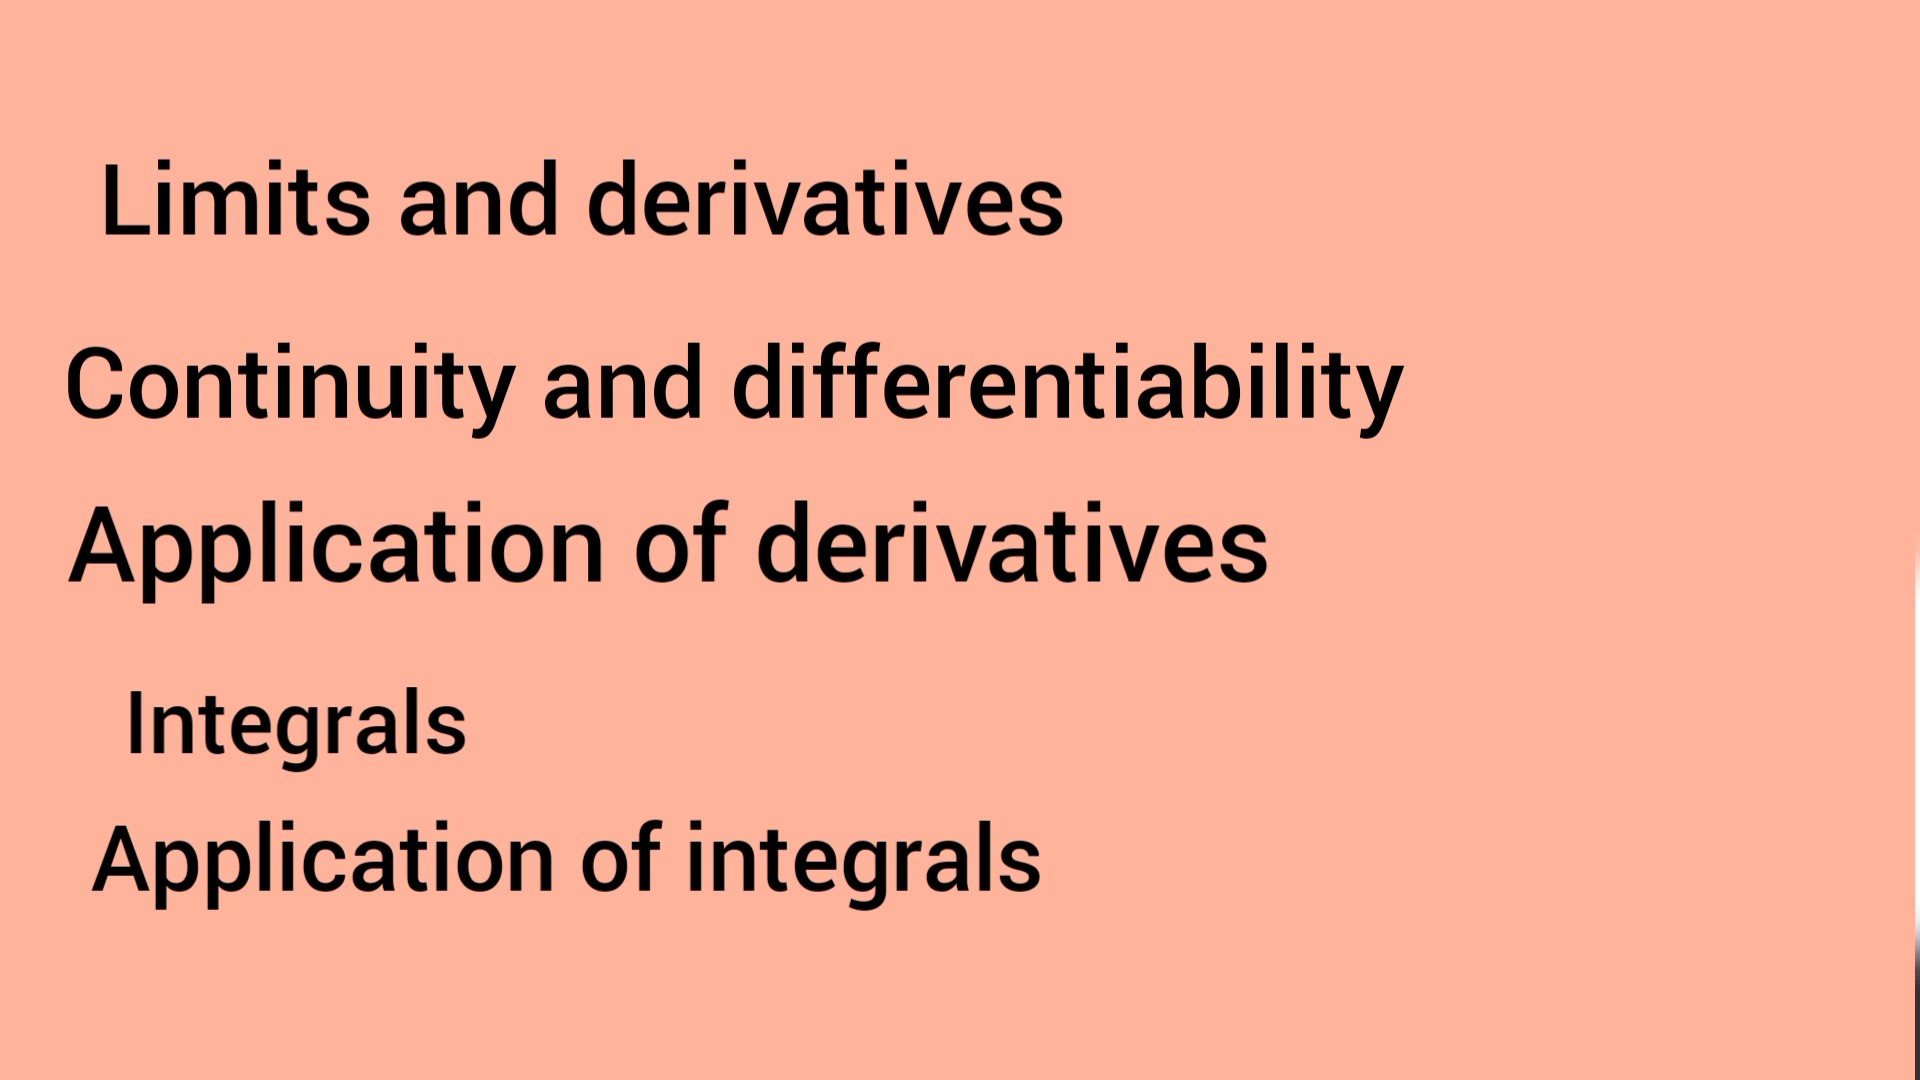 Limits and derivatives
Continuity and differentiability
Application of derivatives
Integrals
Application of integrals